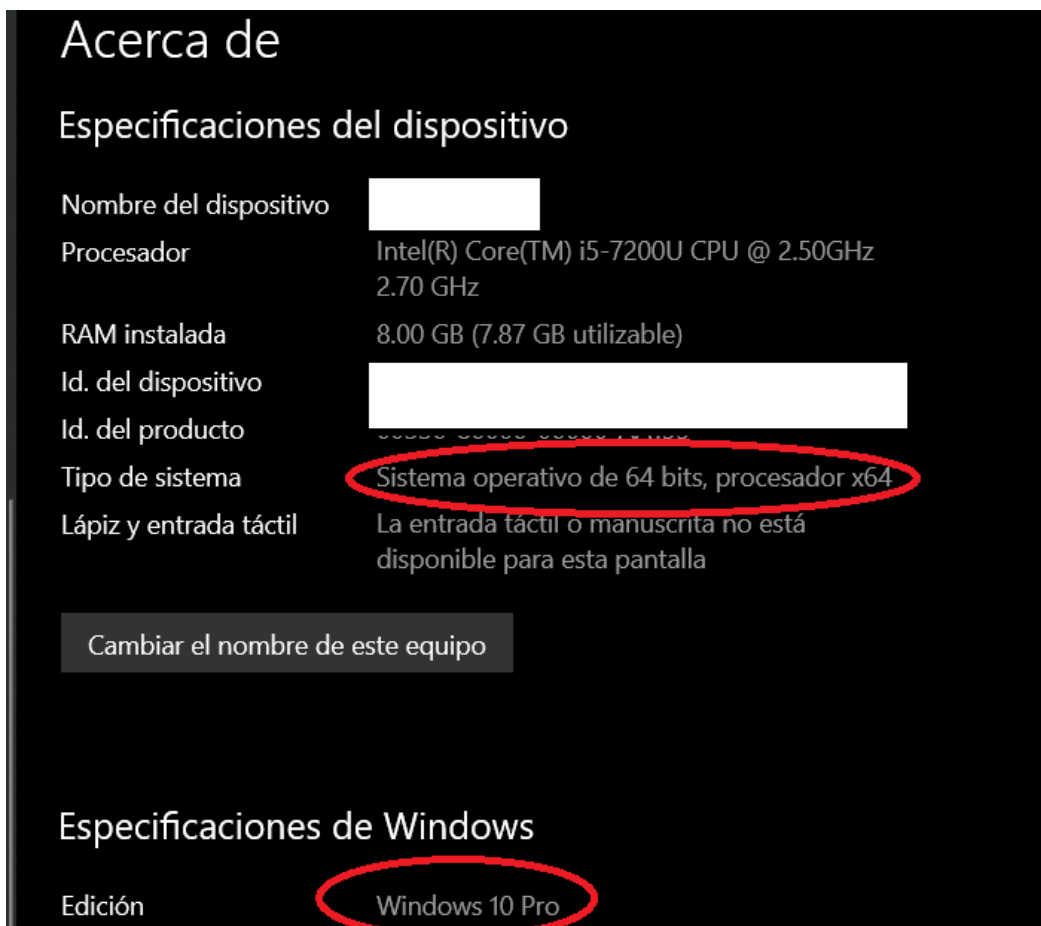 Acerca de
Especificaciones del dispositivo
Nombre del dispositivo
Procesador Intel(R) Core(TM) i5-7200U CPU @ 2.50GHz
2.70 GHz
RAM instalada 8.00 GB (7.87 GB utilizable)
Id. del dispositivo
Id. del producto
Tipo de sistema Sistema operativo de 64 bits, procesador x64
Lápiz y entrada táctil La entrada táctil o manuscrita no está
disponible para esta pantalla
Cambiar el nombre de este equipo
Especificaciones de Windows
Edición Windows 10 Pro